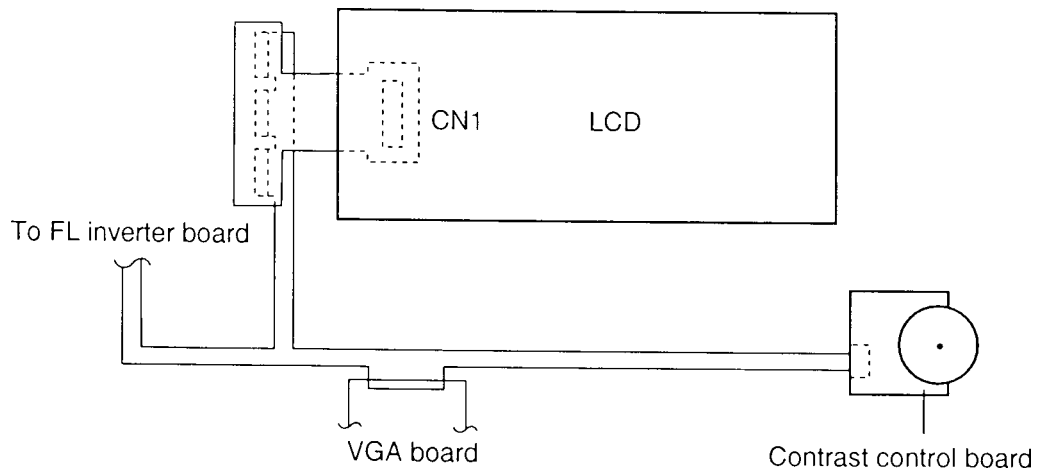 CN1
LCD
To FL inverter board
VGA board
Contrast control board